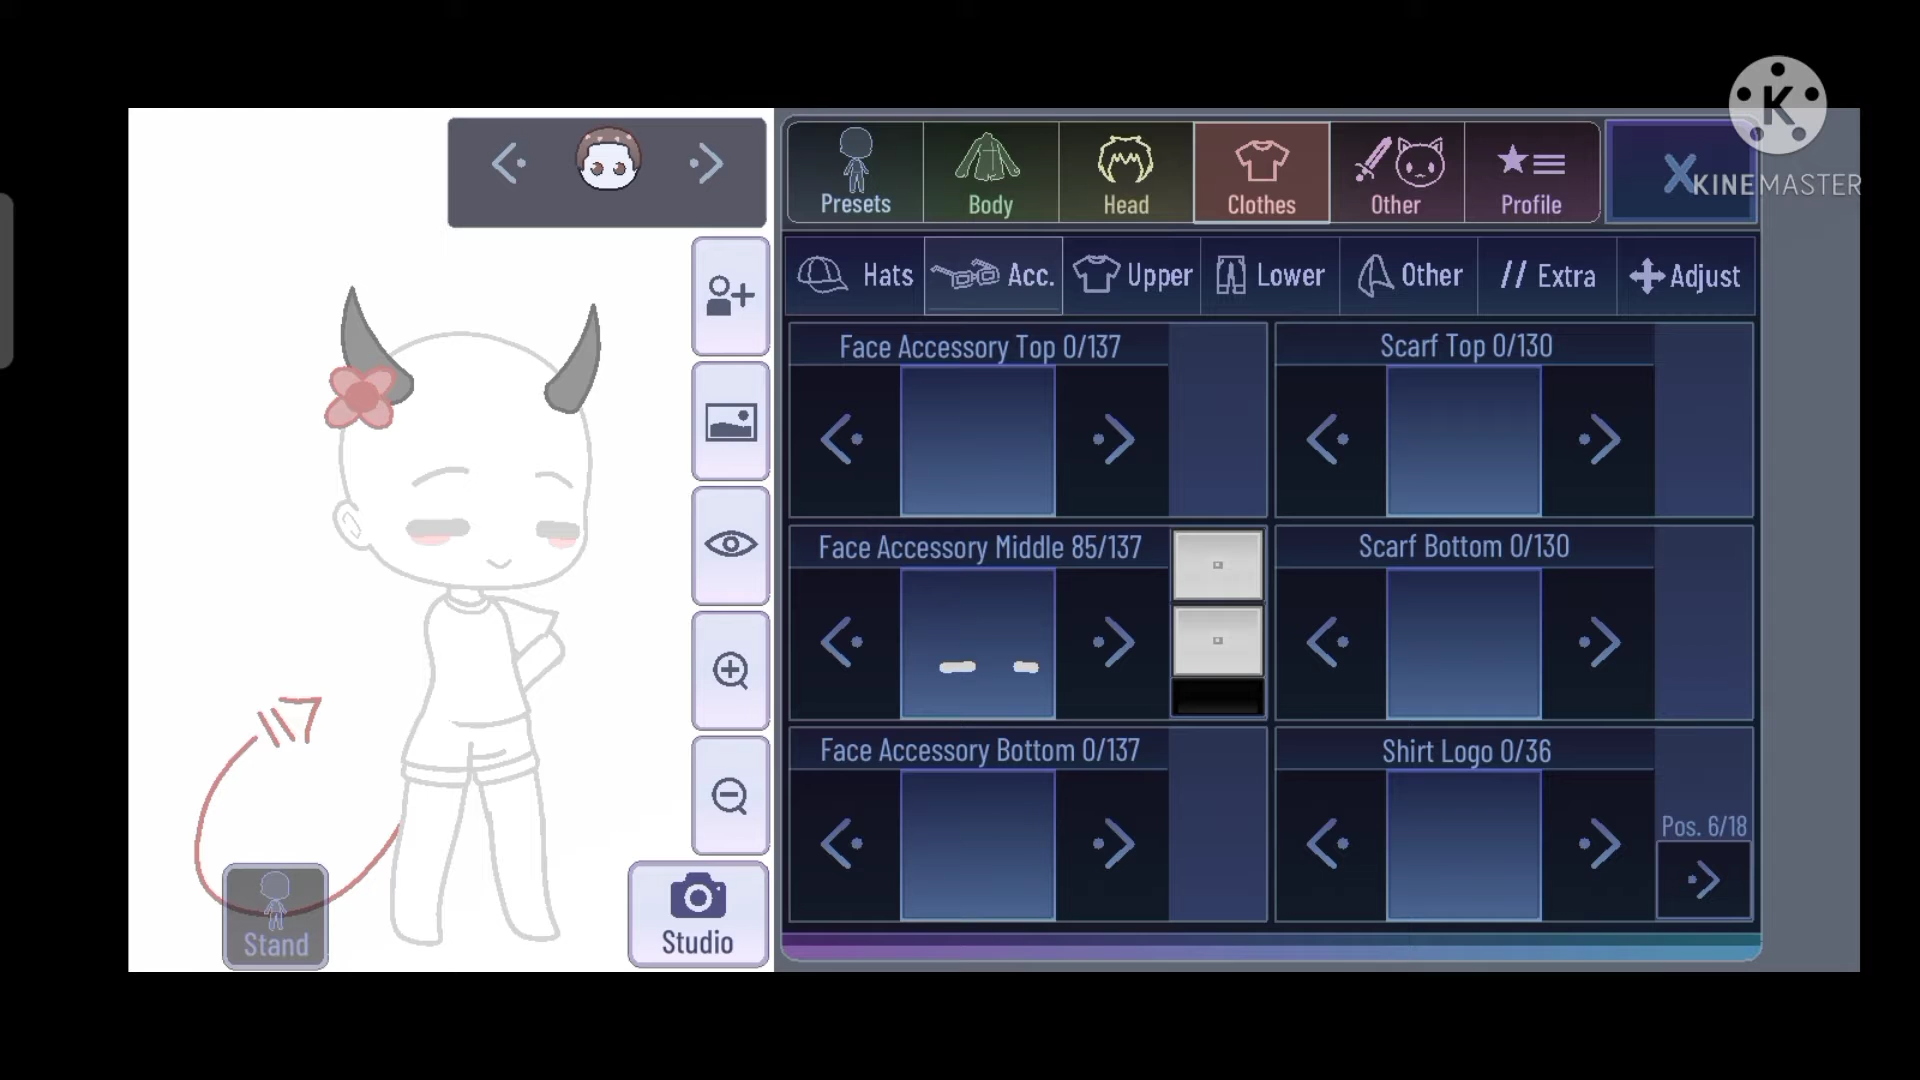 Presets
Body
Head
Clothes
Other
Profile
X
K
KINEMASTER
Hats
Acc.
Upper
Lower
Other
// Extra
Adjust
Face Accessory Top 0/137
Scarf Top 0/130
Face Accessory Middle 85/137
Scarf Bottom 0/130
Face Accessory Bottom 0/137
Shirt Logo 0/36
Pos. 6/18
Stand
Studio